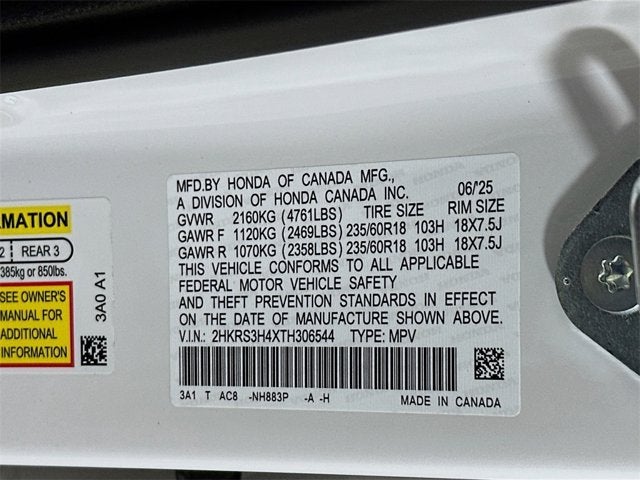 RMATION
2 REAR 3
385kg or 850lbs.
SEE OWNER'S
MANUAL FOR
ADDITIONAL
INFORMATION
3A0 A1
MFD.BY HONDA OF CANADA MFG.,
A DIVISION OF HONDA CANADA INC. 06/25
GVWR 2160KG (4761LBS) TIRE SIZE RIM SIZE
GAWR F 1120KG (2469LBS) 235/60R18 103H 18X7.5J
GAWR R 1070KG (2358LBS) 235/60R18 103H 18X7.5J
THIS VEHICLE CONFORMS TO ALL APPLICABLE
FEDERAL MOTOR VEHICLE SAFETY
AND THEFT PREVENTION STANDARDS IN EFFECT
ON THE DATE OF MANUFACTURE SHOWN ABOVE.
V.I.N.: 2HKRS3H4XTH306544 TYPE: MPV
3A1 T AC8 -NH883P -A -H MADE IN CANADA